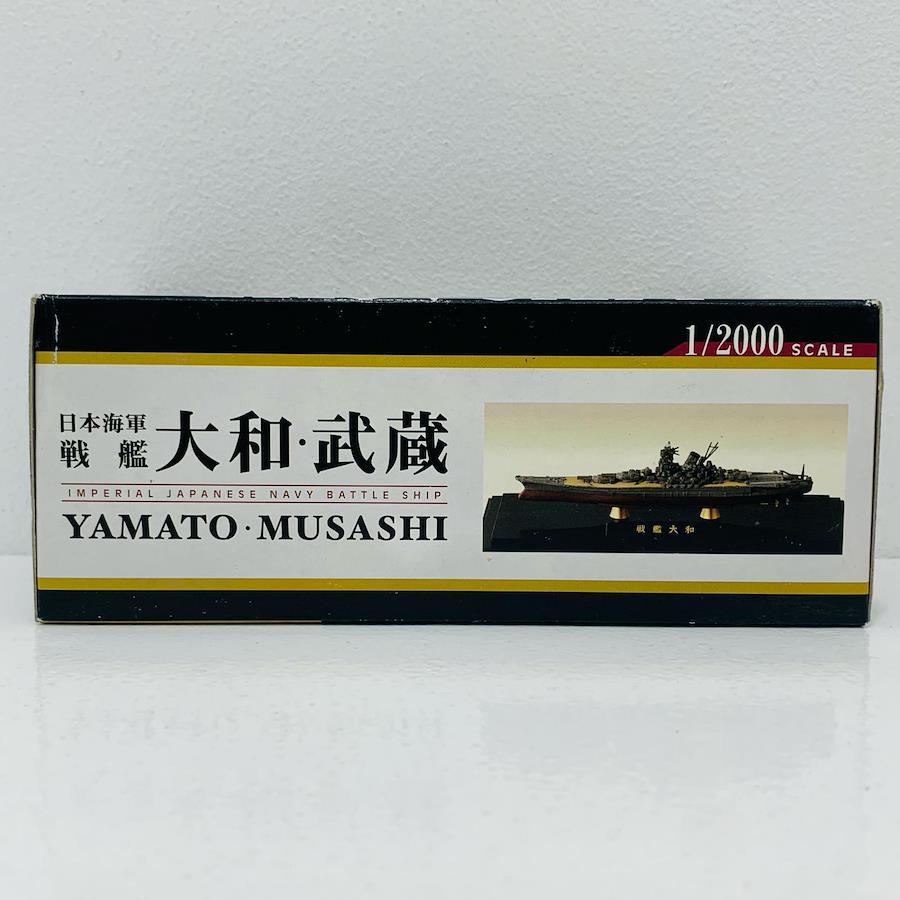 1/2000 SCALE
日本海軍
戦艦 大和・武蔵
IMPERIAL JAPANESE NAVY BATTLE SHIP
YAMATO・MUSASHI
戦艦大和